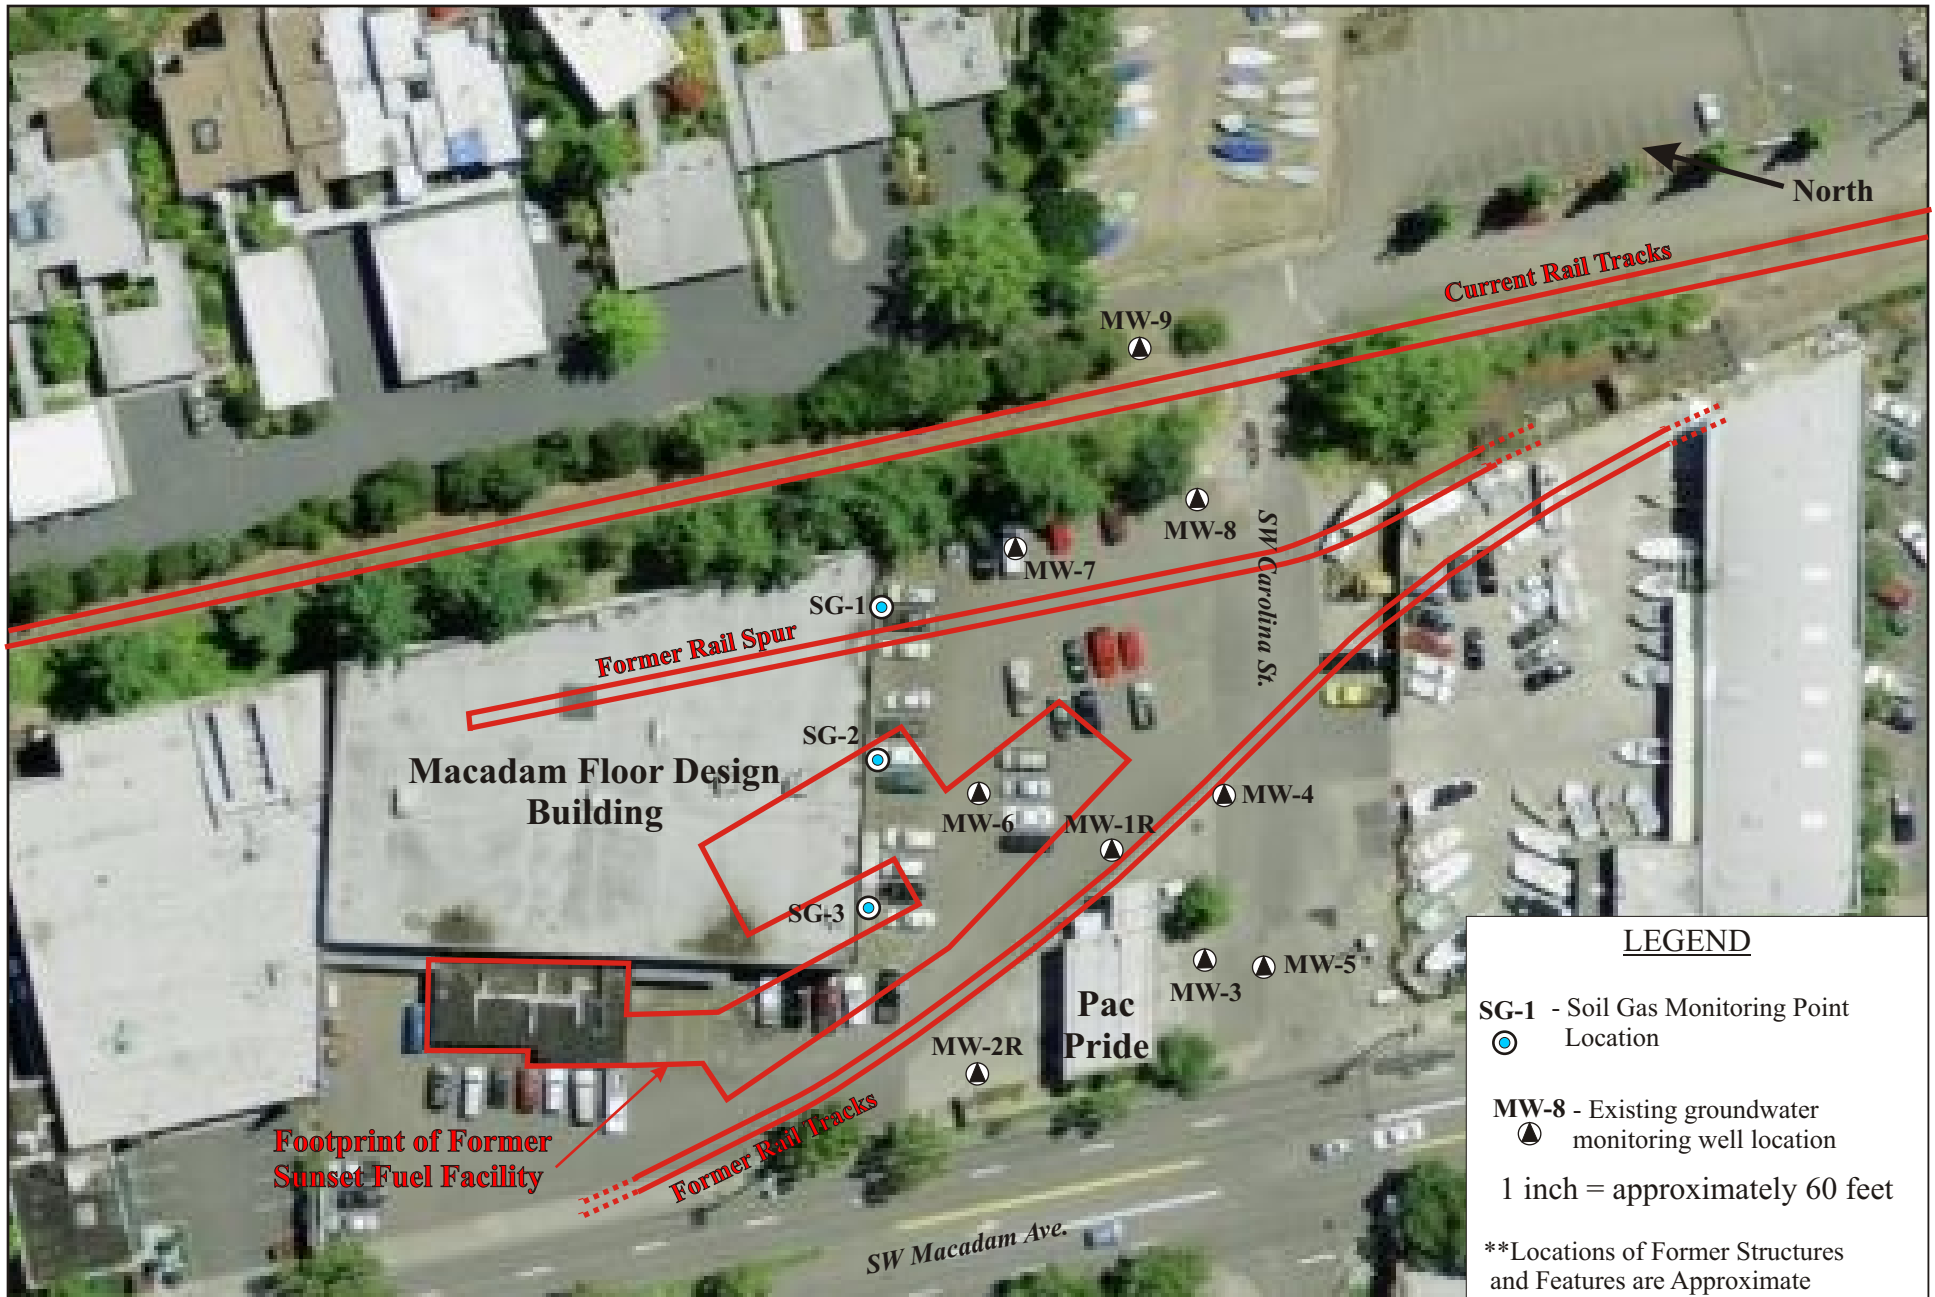 North
Current Rail Tracks
MW-9
MW-8
SW Carolina St.
MW-7
SG-1
Former Rail Spur
SG-2
Macadam Floor Design
Building
MW-6
MW-1R
MW-4
SG-3
MW-3
MW-5
Pac
Pride
MW-2R
Footprint of Former
Sunset Fuel Facility
Former Rail Tracks
SW Macadam Ave.
LEGEND
SG-1 - Soil Gas Monitoring Point
Location
MW-8 - Existing groundwater
monitoring well location
1 inch = approximately 60 feet
**Locations of Former Structures
and Features are Approximate